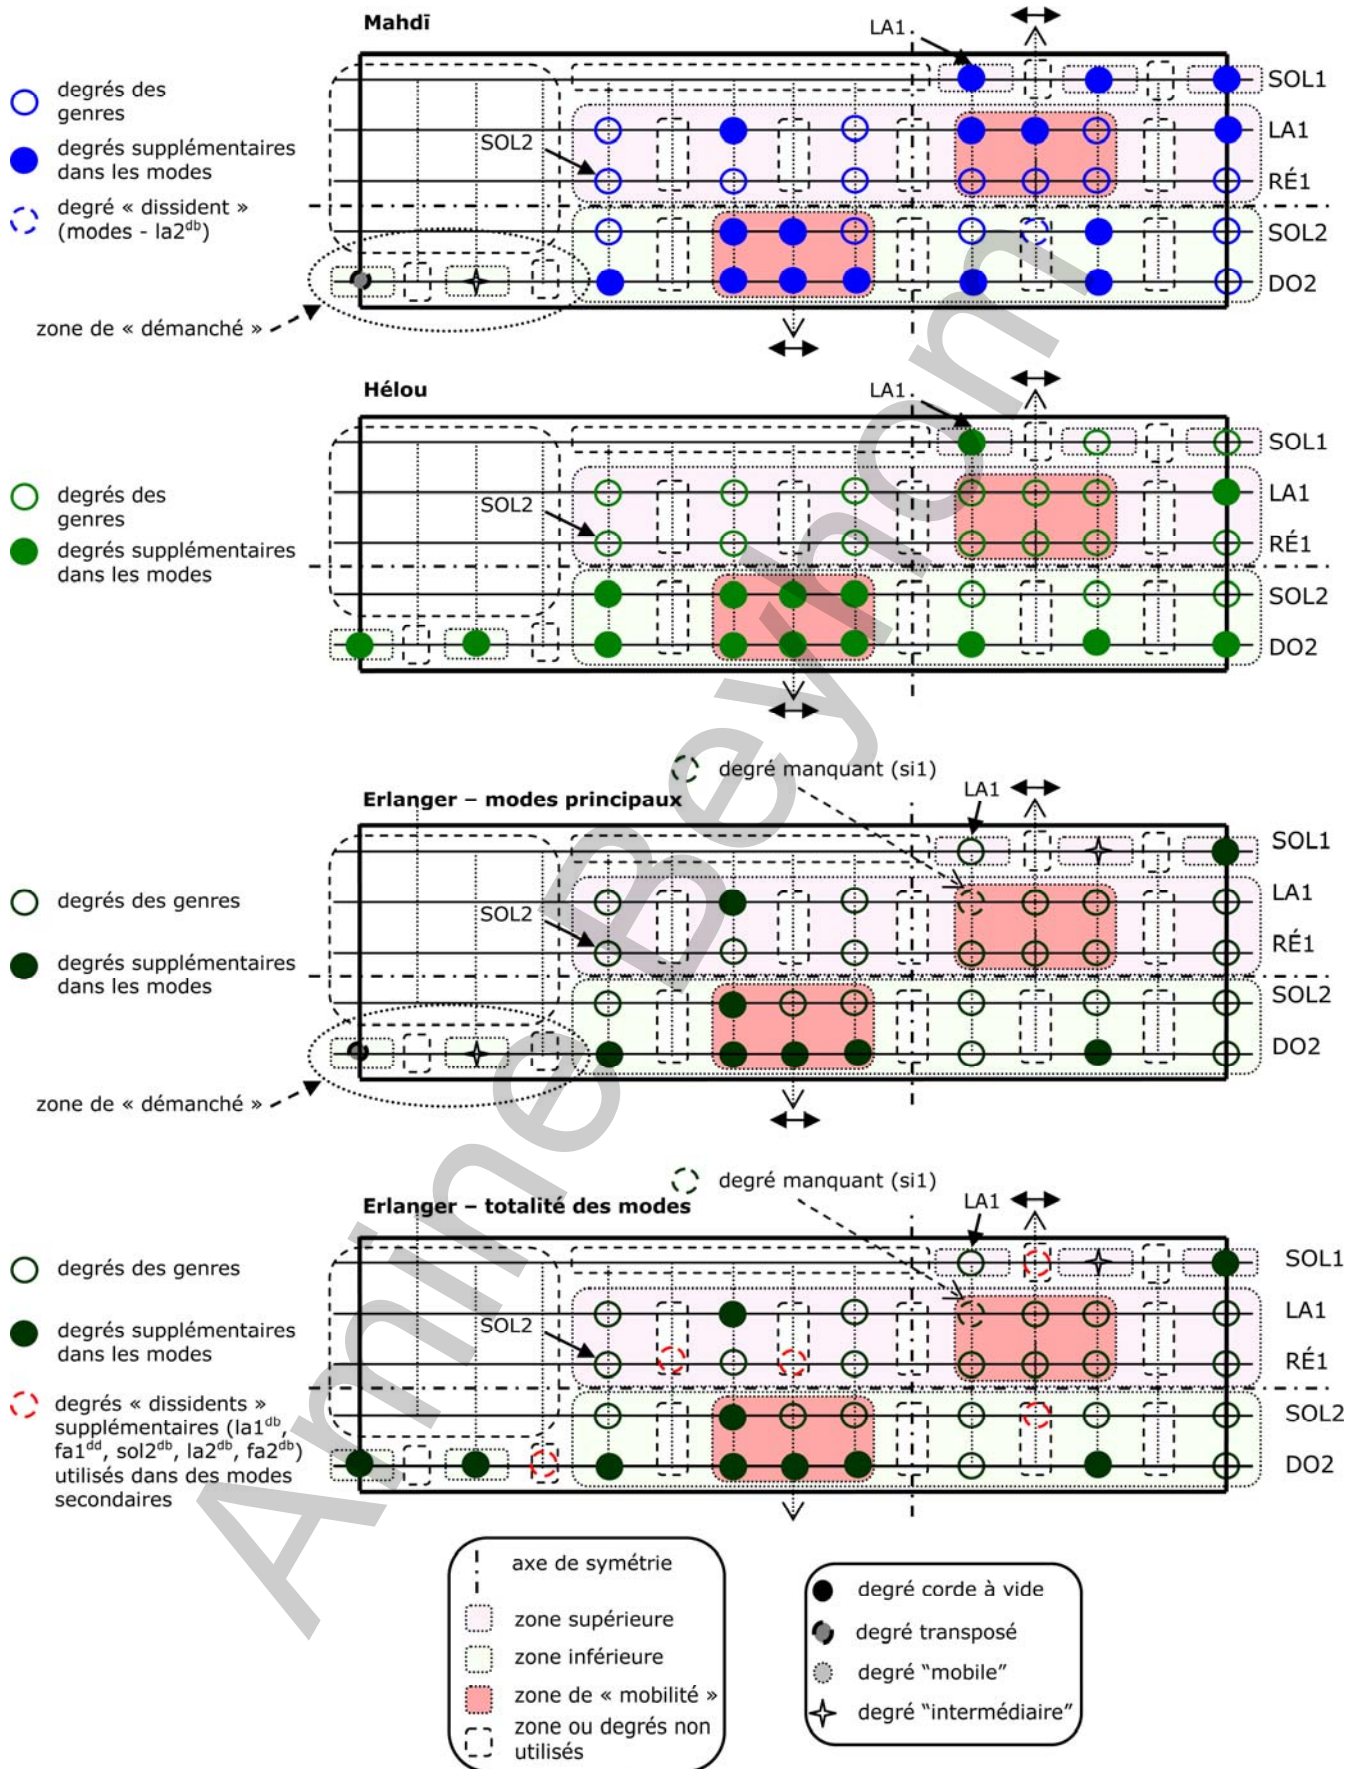 Mahdī
LA1
SOL1
degrés des
genres
SOL2
LA1
degrés supplémentaires
dans les modes
RÉ1
degré « dissident »
(modes - la2db)
SOL2
DO2
zone de « démanché »
Hélou
LA1
SOL1
degrés des
genres
SOL2
LA1
degrés supplémentaires
dans les modes
RÉ1
SOL2
DO2
degré manquant (si1)
Erlanger – modes principaux
LA1
SOL1
degrés des genres
SOL2
LA1
degrés supplémentaires
dans les modes
RÉ1
SOL2
DO2
zone de « démanché »
degré manquant (si1)
Erlanger – totalité des modes
LA1
SOL1
degrés des genres
SOL2
LA1
degrés supplémentaires
dans les modes
RÉ1
degrés « dissidents »
supplémentaires (la1db,
fa1dd, sol2db, la2db, fa2db)
utilisés dans des modes
secondaires
SOL2
DO2
axe de symétrie
zone supérieure
zone inférieure
zone de « mobilité »
zone ou degrés non
utilisés
degré corde à vide
degré transposé
degré "mobile"
degré "intermédiaire"
Amine Beyhom